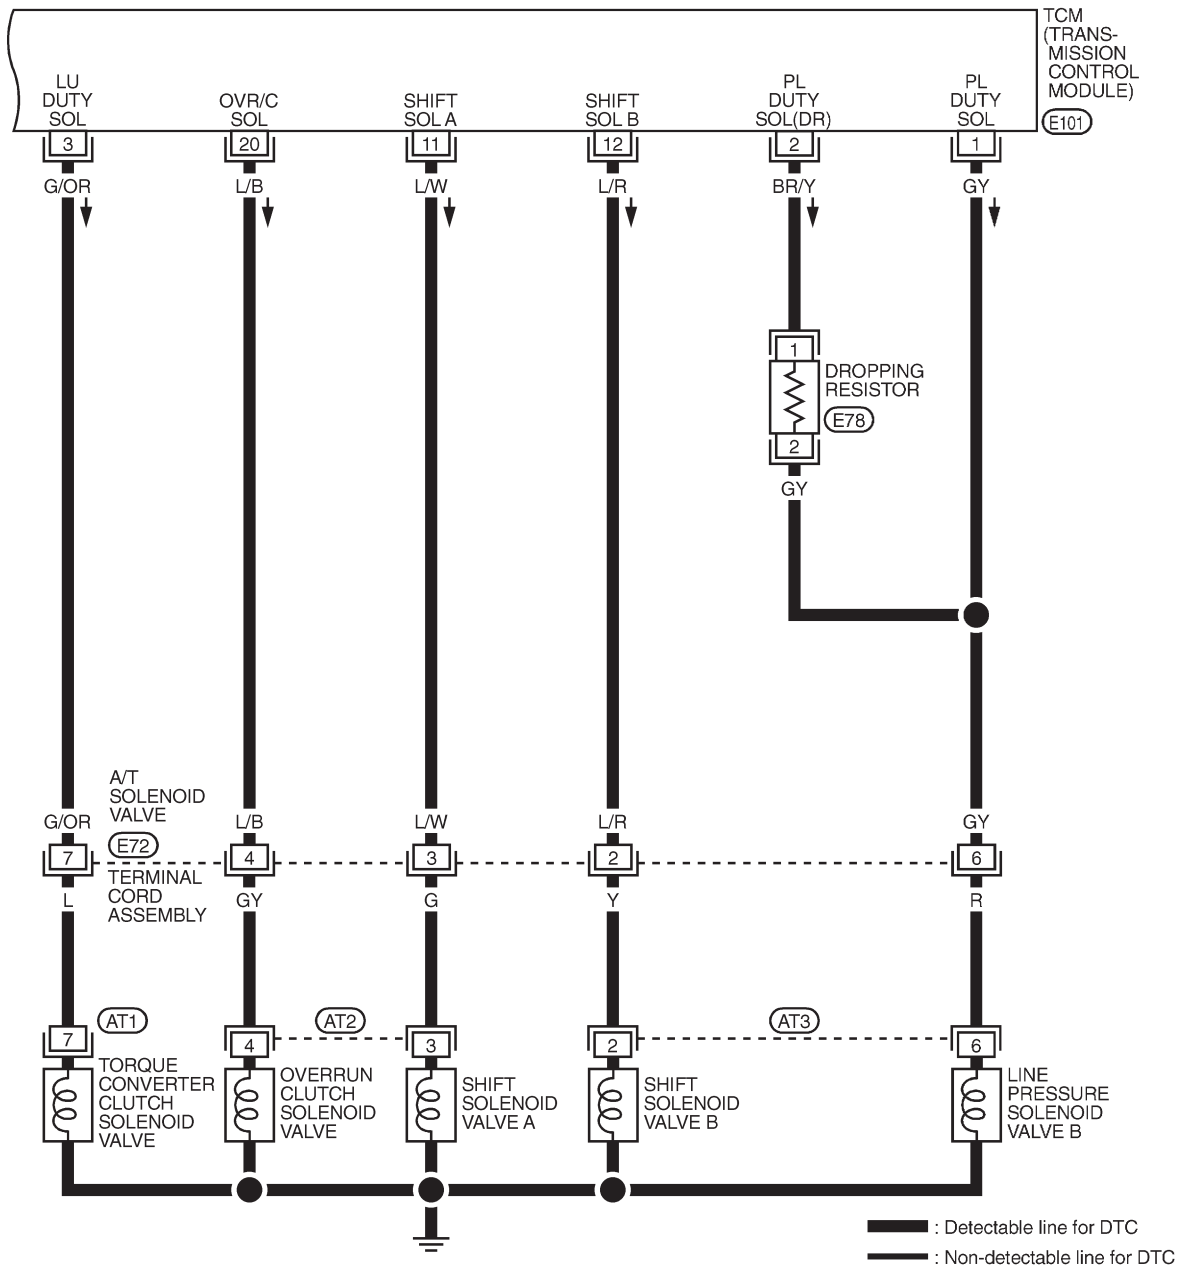 TCM
(TRANS-
MISSION
CONTROL
MODULE)
E101
LU
DUTY
SOL
OVR/C
SOL
SHIFT
SOL A
SHIFT
SOL B
PL
DUTY
SOL(DR)
PL
DUTY
SOL
3
20
11
12
2
1
G/OR
L/B
L/W
L/R
BR/Y
GY
1
DROPPING
RESISTOR
E78
2
GY
A/T
SOLENOID
VALVE
G/OR
L/B
L/W
L/R
GY
E72
7
4
3
2
6
TERMINAL
CORD
ASSEMBLY
L
GY
G
Y
R
AT1
AT2
AT3
7
4
3
2
6
TORQUE
CONVERTER
CLUTCH
SOLENOID
VALVE
OVERRUN
CLUTCH
SOLENOID
VALVE
SHIFT
SOLENOID
VALVE A
SHIFT
SOLENOID
VALVE B
LINE
PRESSURE
SOLENOID
VALVE B
: Detectable line for DTC
: Non-detectable line for DTC